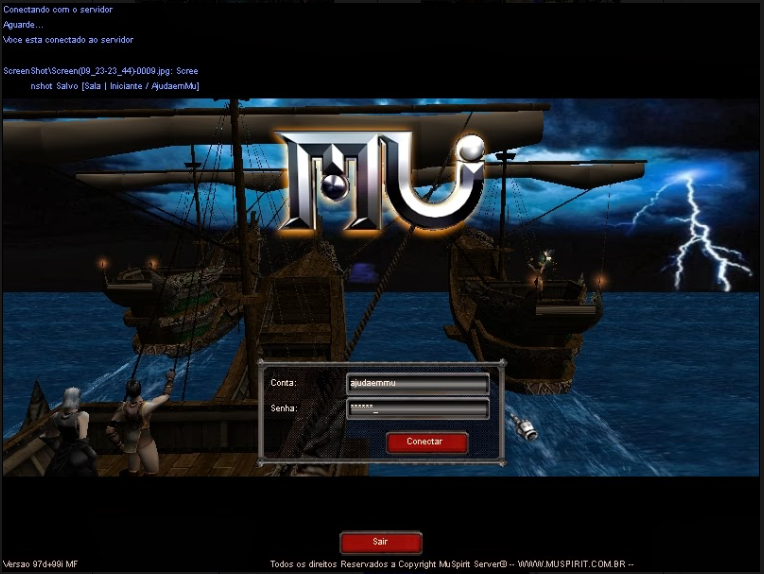 Conectando com o servidor
Aguarde...
Voce esta conectado ao servidor
ScreenShot\Screen(09_23-23_44)-0009.jpg: Scree
nshot Salvo [Sala | Iniciante / AjudaemMu]
MU
Conta: ajudaemmu
Senha: ******_
Conectar
Sair
Versao 97d+99i MF
Todos os direitos Reservados a Copyright MuSpirit Server® -- WWW.MUSPIRIT.COM.BR --